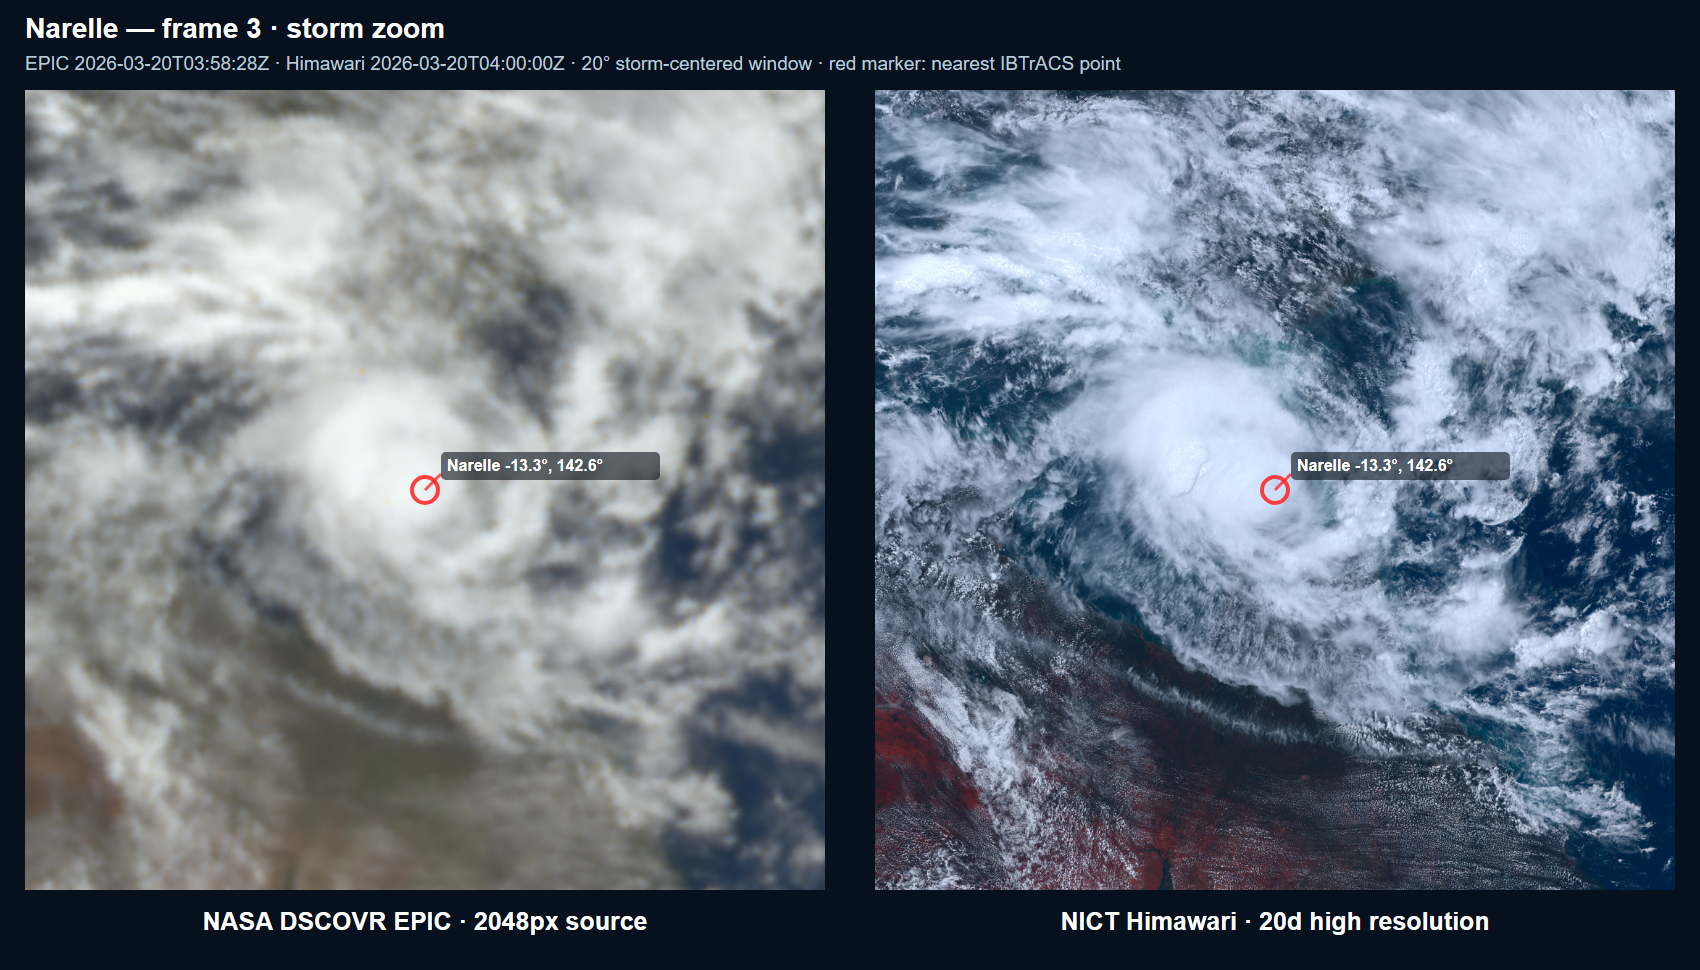 Narelle — frame 3 · storm zoom
EPIC 2026-03-20T03:58:28Z · Himawari 2026-03-20T04:00:00Z · 20° storm-centered window · red marker: nearest IBTrACS point
Narelle -13.3°, 142.6°
Narelle -13.3°, 142.6°
NASA DSCOVR EPIC · 2048px source
NICT Himawari · 20d high resolution